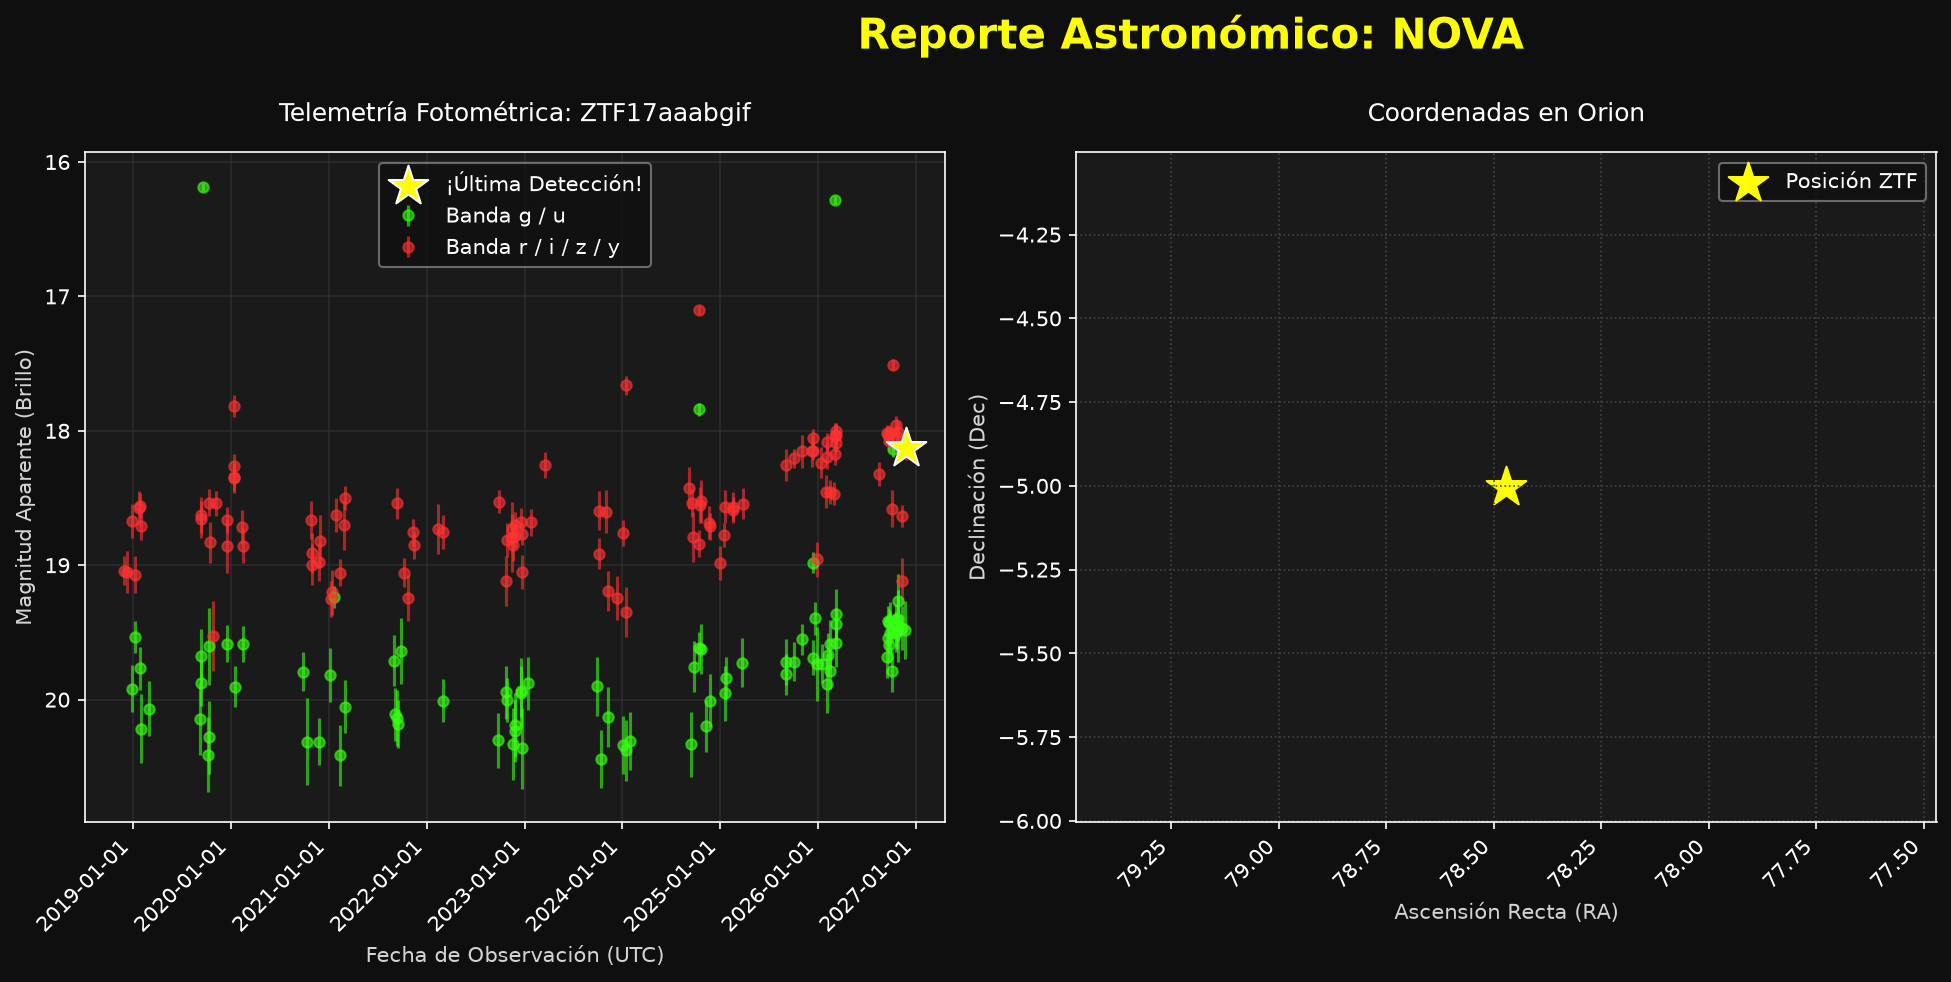 Reporte Astronómico: NOVA
Telemetría Fotométrica: ZTF17aaabgif
¡Última Detección!
Banda g / u
Banda r / i / z / y
Magnitud Aparente (Brillo)
16
17
18
19
20
2019-01-01
2020-01-01
2021-01-01
2022-01-01
2023-01-01
2024-01-01
2025-01-01
2026-01-01
2027-01-01
Fecha de Observación (UTC)
Coordenadas en Orion
Posición ZTF
Declinación (Dec)
−4.25
−4.50
−4.75
−5.00
−5.25
−5.50
−5.75
−6.00
79.25
79.00
78.75
78.50
78.25
78.00
77.75
77.50
Ascensión Recta (RA)